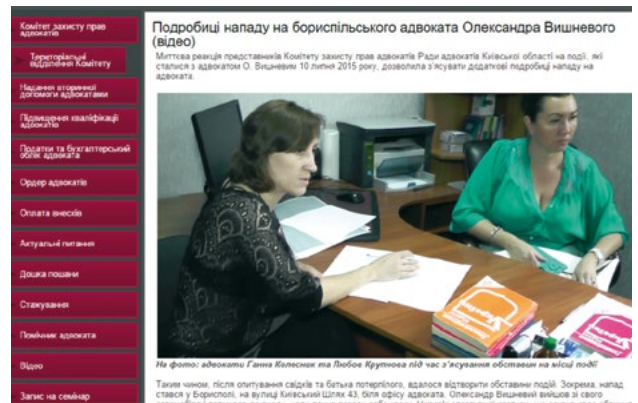 Комітет захисту прав
адвокатів
Територіальні
відділення Комітету
Надання вторинної
допомоги адвокатами
Підвищення кваліфікації
адвокатів
Податки та бухгалтерський
облік адвоката
Ордер адвокатів
Оплата внесків
Актуальні питання
Дошка пошани
Стажування
Помічник адвоката
Відео
Запис на семінар
Подробиці нападу на бориспільського адвоката Олександра Вишневого
(відео)
Миттєва реакція представників Комітету захисту прав адвокатів Ради адвокатів Київської області на події, які
сталися з адвокатом О. Вишневим 10 липня 2015 року, дозволила з'ясувати додаткові подробиці нападу на
адвоката.
На фото: адвокати Ганна Колесник та Любов Крупнова під час з'ясування обставин на місці події
Таким чином, після опитування свідків та батька потерпілого, вдалося відтворити обставини подій. Зокрема, напад
стався у Борисполі, на вулиці Київський Шлях 43, біля офісу адвоката. Олександр Вишневий вийшов зі свого